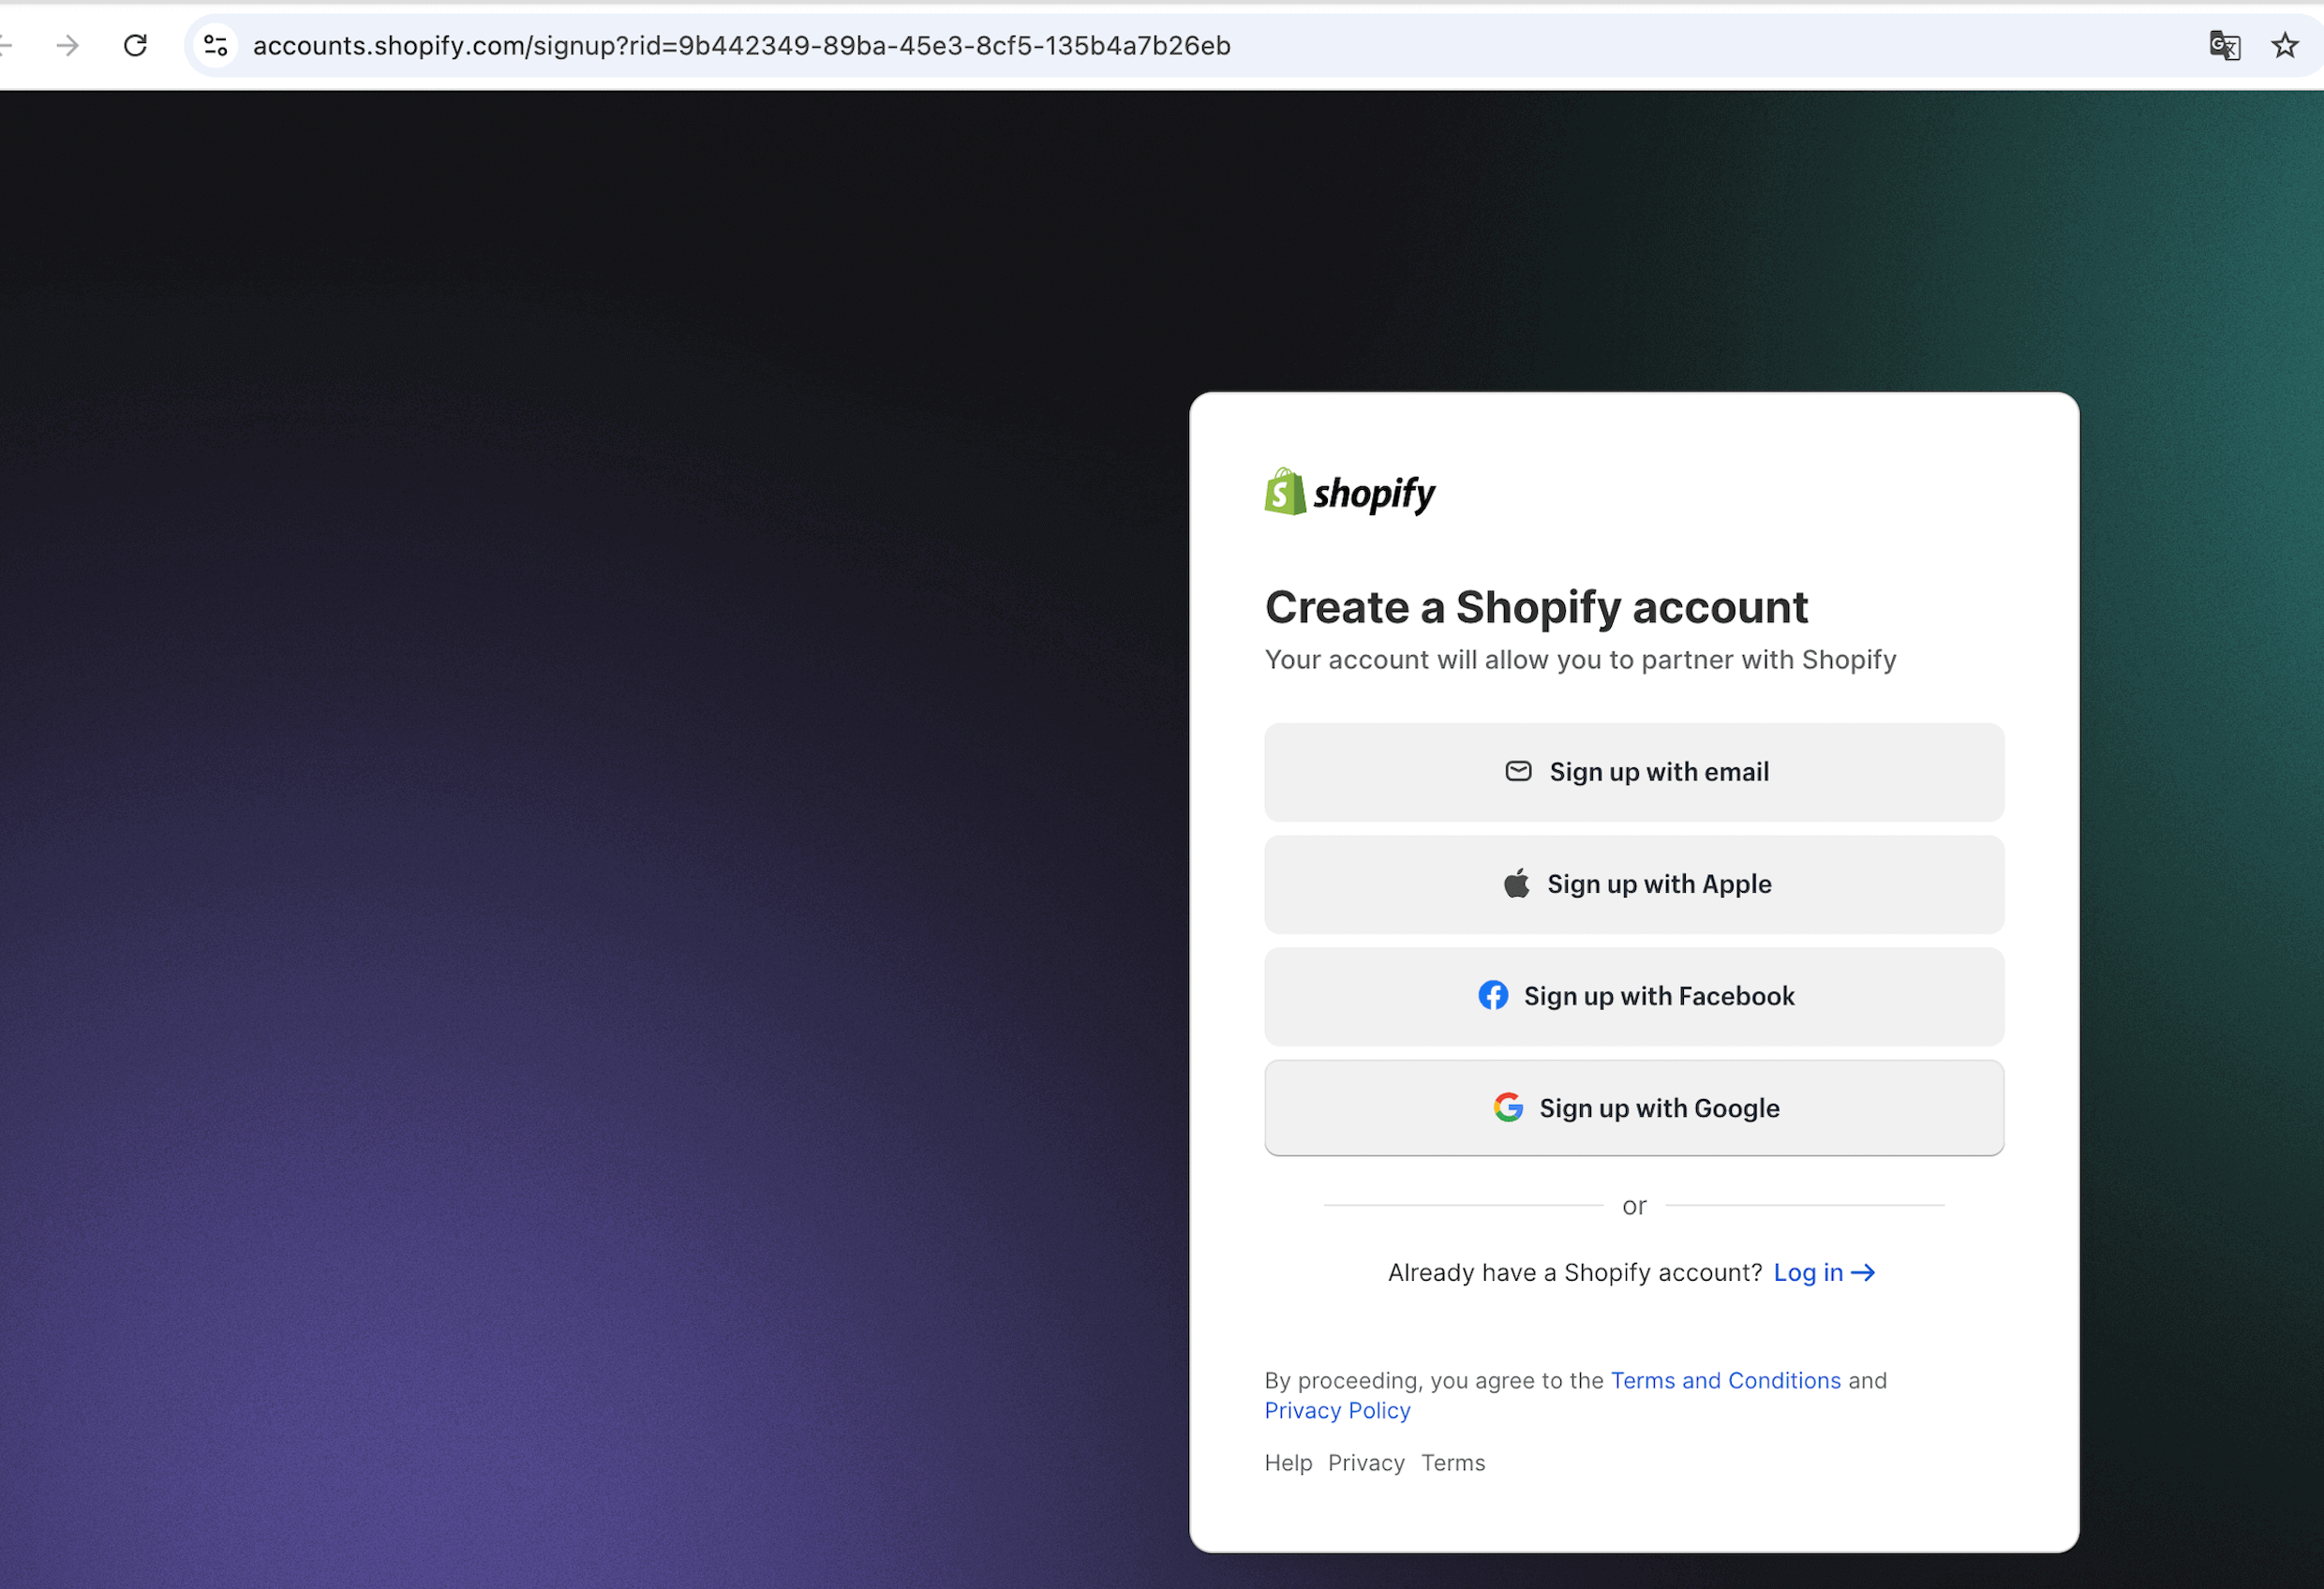 accounts.shopify.com/signup?rid=9b442349-89ba-45e3-8cf5-135b4a7b26eb
shopify
Create a Shopify account
Your account will allow you to partner with Shopify
Sign up with email
Sign up with Apple
Sign up with Facebook
Sign up with Google
or
Already have a Shopify account? Log in →
By proceeding, you agree to the Terms and Conditions and
Privacy Policy
Help Privacy Terms